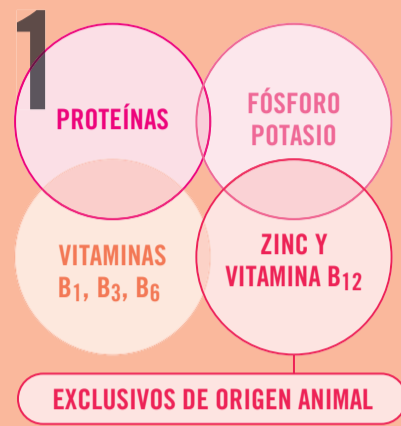 1
PROTEÍNAS
FÓSFORO
POTASIO
VITAMINAS
B1, B3, B6
ZINC Y
VITAMINA B12
EXCLUSIVOS DE ORIGEN ANIMAL